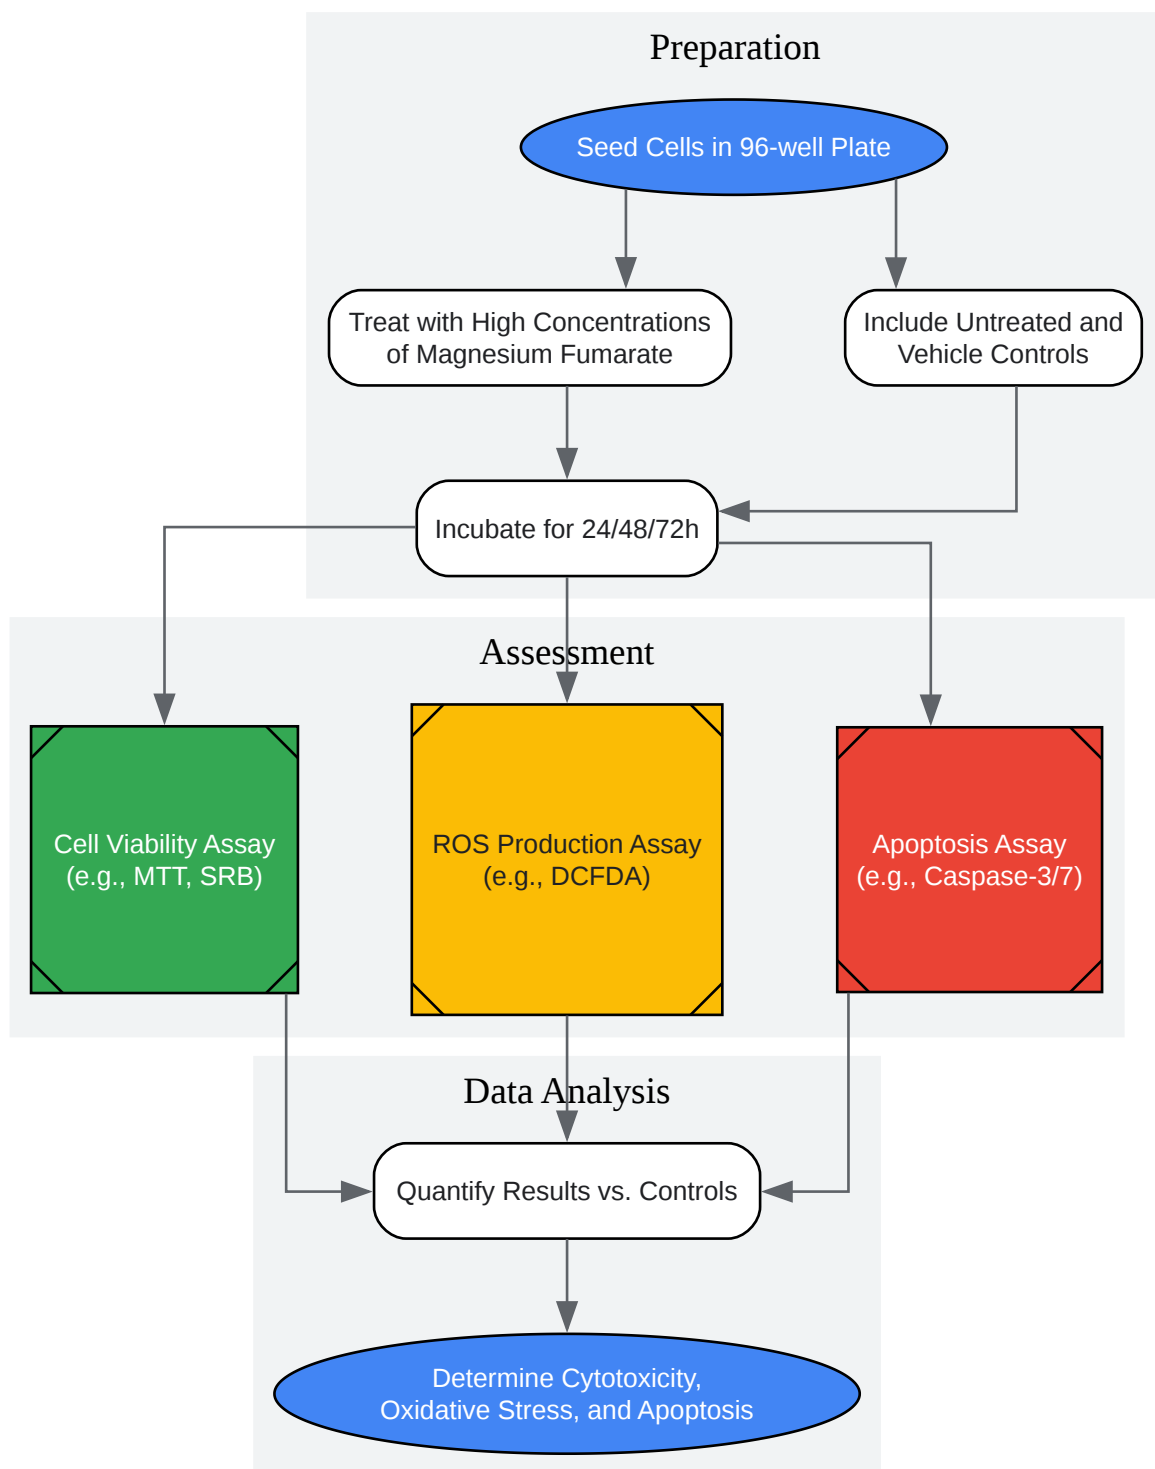 Preparation
Seed Cells in 96-well Plate
Treat with High Concentrations
of Magnesium Fumarate
Include Untreated and
Vehicle Controls
Incubate for 24/48/72h
Assessment
Cell Viability Assay
(e.g., MTT, SRB)
ROS Production Assay
(e.g., DCFDA)
Apoptosis Assay
(e.g., Caspase-3/7)
Data Analysis
Quantify Results vs. Controls
Determine Cytotoxicity,
Oxidative Stress, and Apoptosis